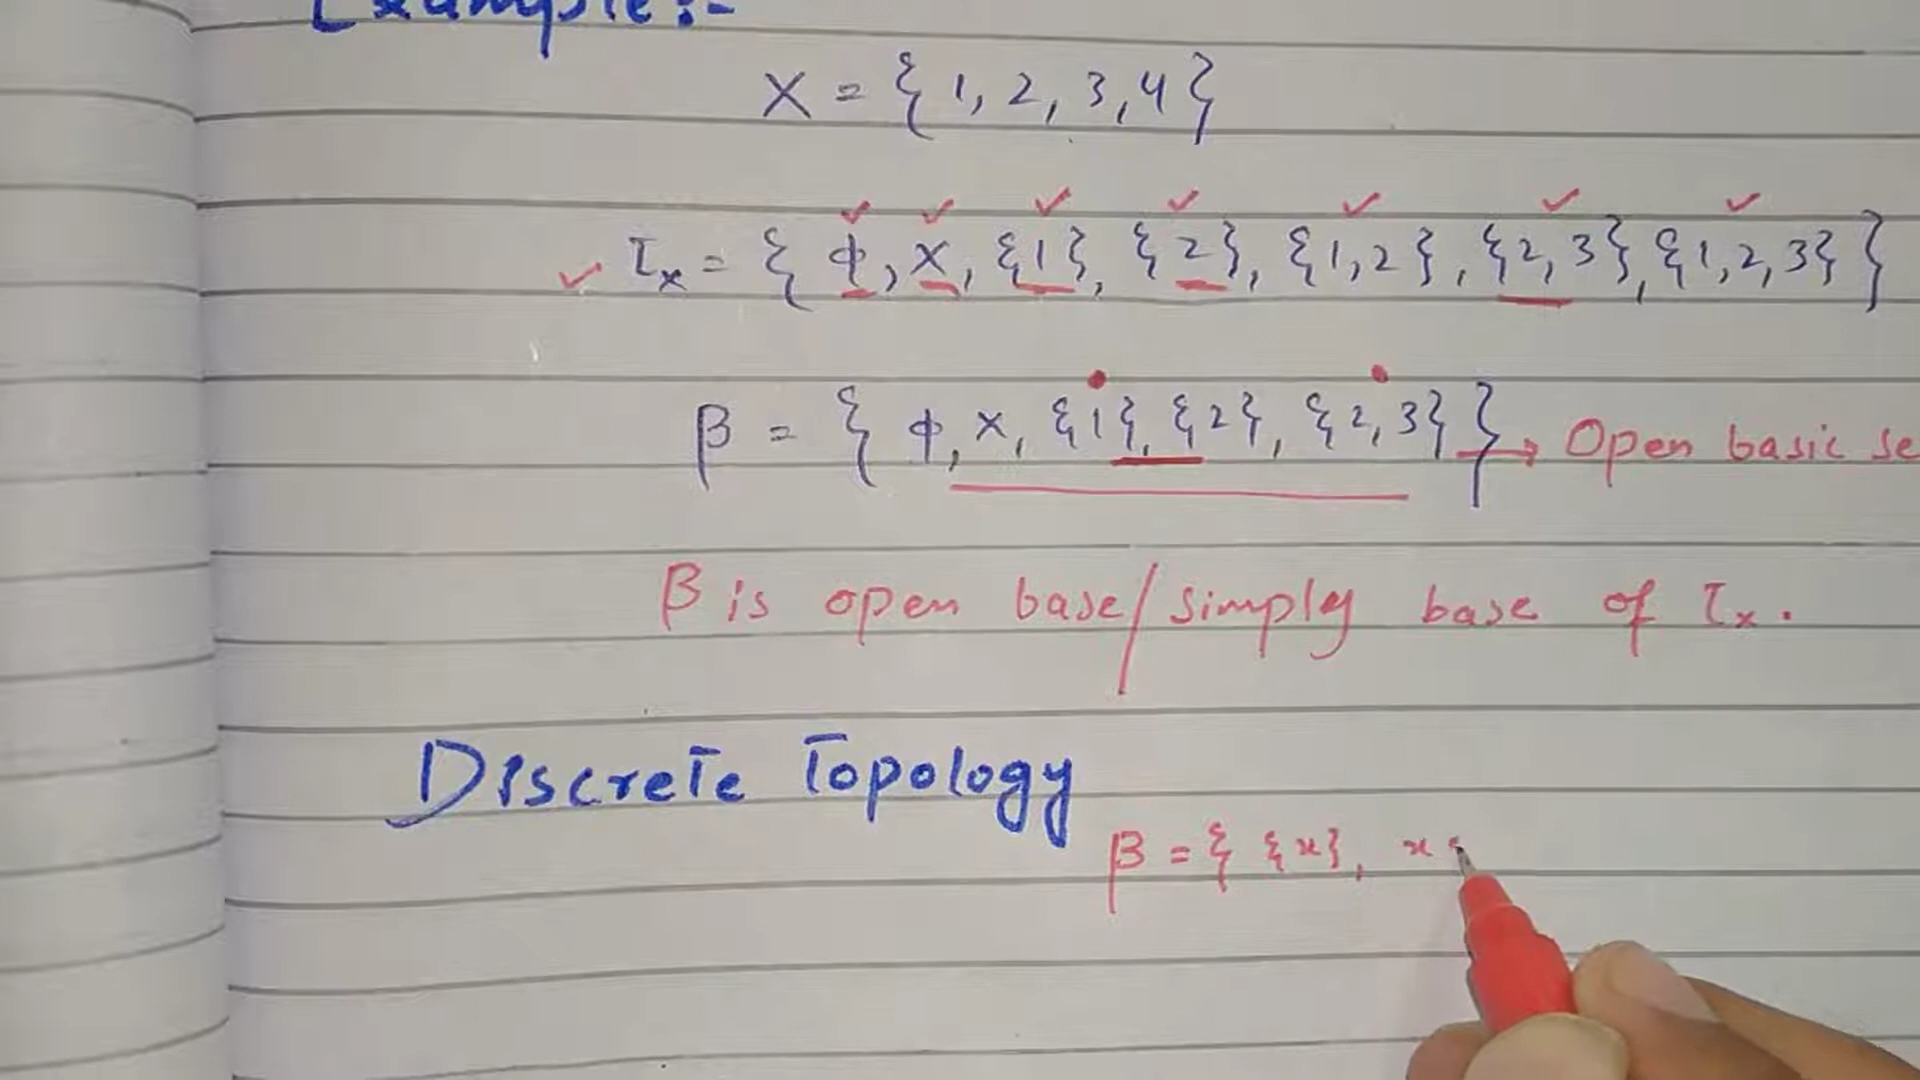 Example:-
X = { 1, 2, 3, 4 }
✓ τx = { ϕ, X, {1}, {2}, {1,2}, {2,3}, {1,2,3} }
β = { ϕ, X, {1}, {2}, {2,3} } → Open basic se
β is open base/simply base of τx.
Discrete Topology
β = { {x}, x